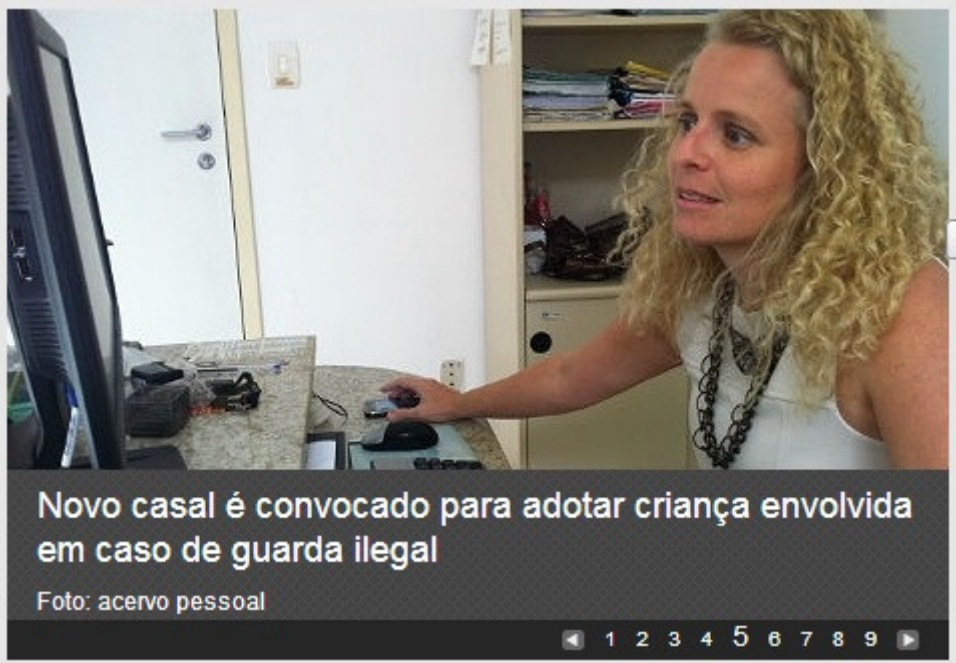 Novo casal é convocado para adotar criança envolvida
em caso de guarda ilegal
Foto: acervo pessoal
1 2 3 4 5 6 7 8 9